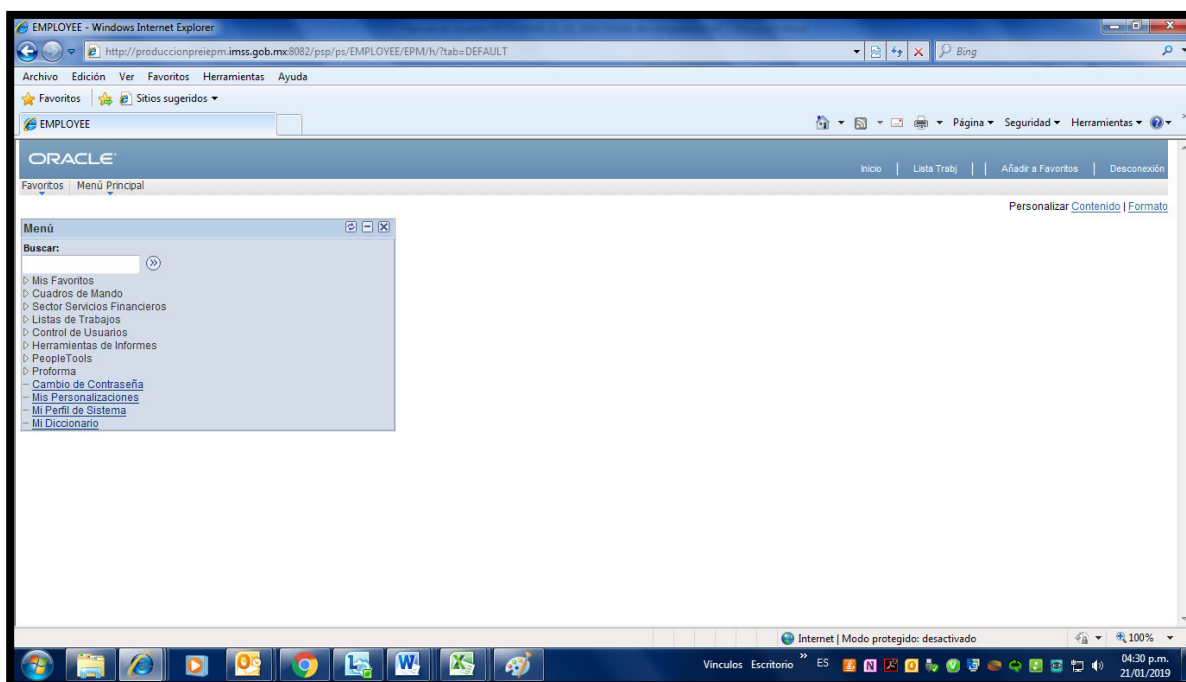 EMPLOYEE - Windows Internet Explorer
http://produccionpreiepm.imss.gob.mx:8082/psp/ps/EMPLOYEE/EPM/h/?tab=DEFAULT
Bing
Archivo Edición Ver Favoritos Herramientas Ayuda
Favoritos Sitios sugeridos
EMPLOYEE
Página Seguridad Herramientas
ORACLE
Inicio | Lista Trabj | | Añadir a Favoritos | Desconexión
Favoritos Menú Principal
Personalizar Contenido | Formato
Menú
Buscar:
Mis Favoritos
Cuadros de Mando
Sector Servicios Financieros
Listas de Trabajos
Control de Usuarios
Herramientas de Informes
PeopleTools
Proforma
Cambio de Contraseña
Mis Personalizaciones
Mi Perfil de Sistema
Mi Diccionario
Internet | Modo protegido: desactivado
100%
Vínculos Escritorio » ES
04:30 p.m.
21/01/2019